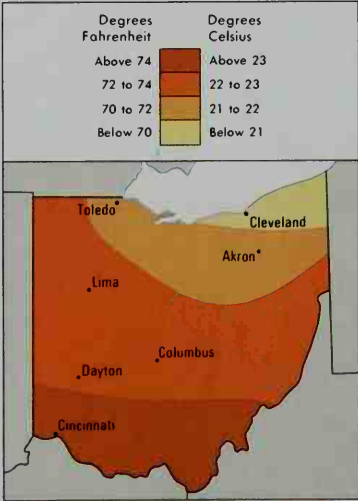 Degrees Fahrenheit
Degrees Celsius
Above 74 Above 23
72 to 74 22 to 23
70 to 72 21 to 22
Below 70 Below 21
Toledo
Cleveland
Akron
Lima
Columbus
Dayton
Cincinnati